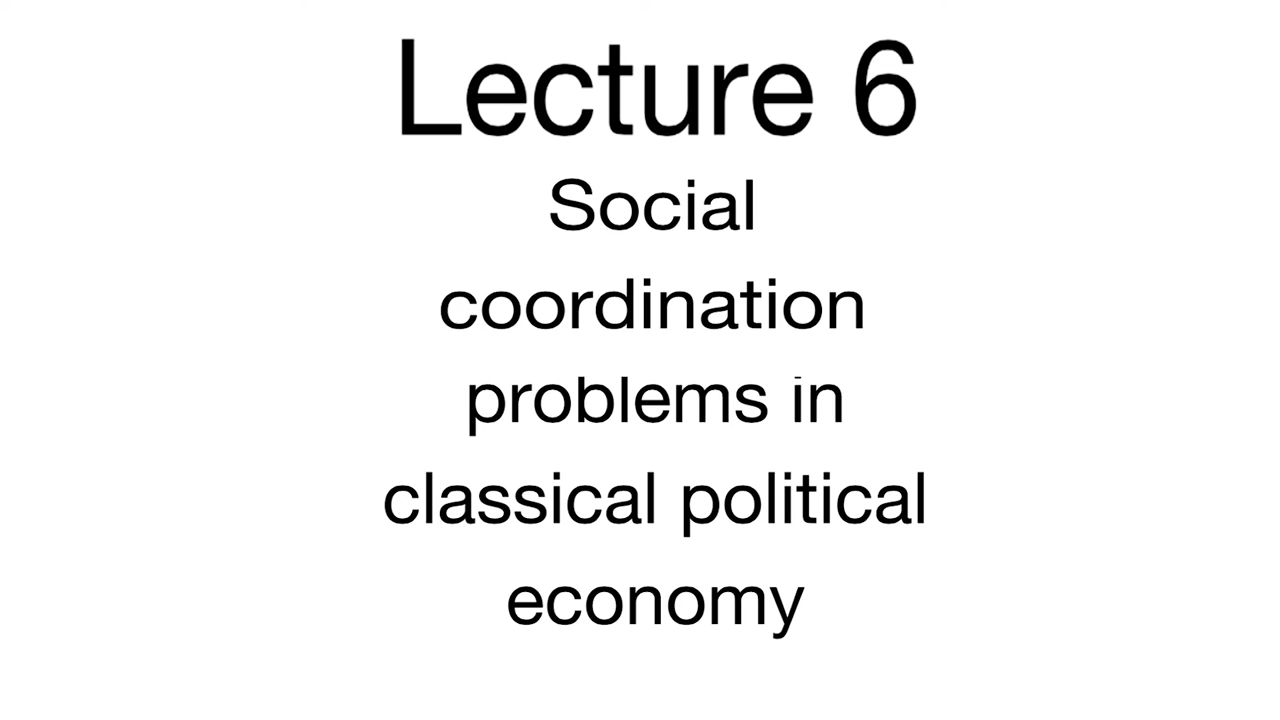 Lecture 6
Social
coordination
problems in
classical political
economy